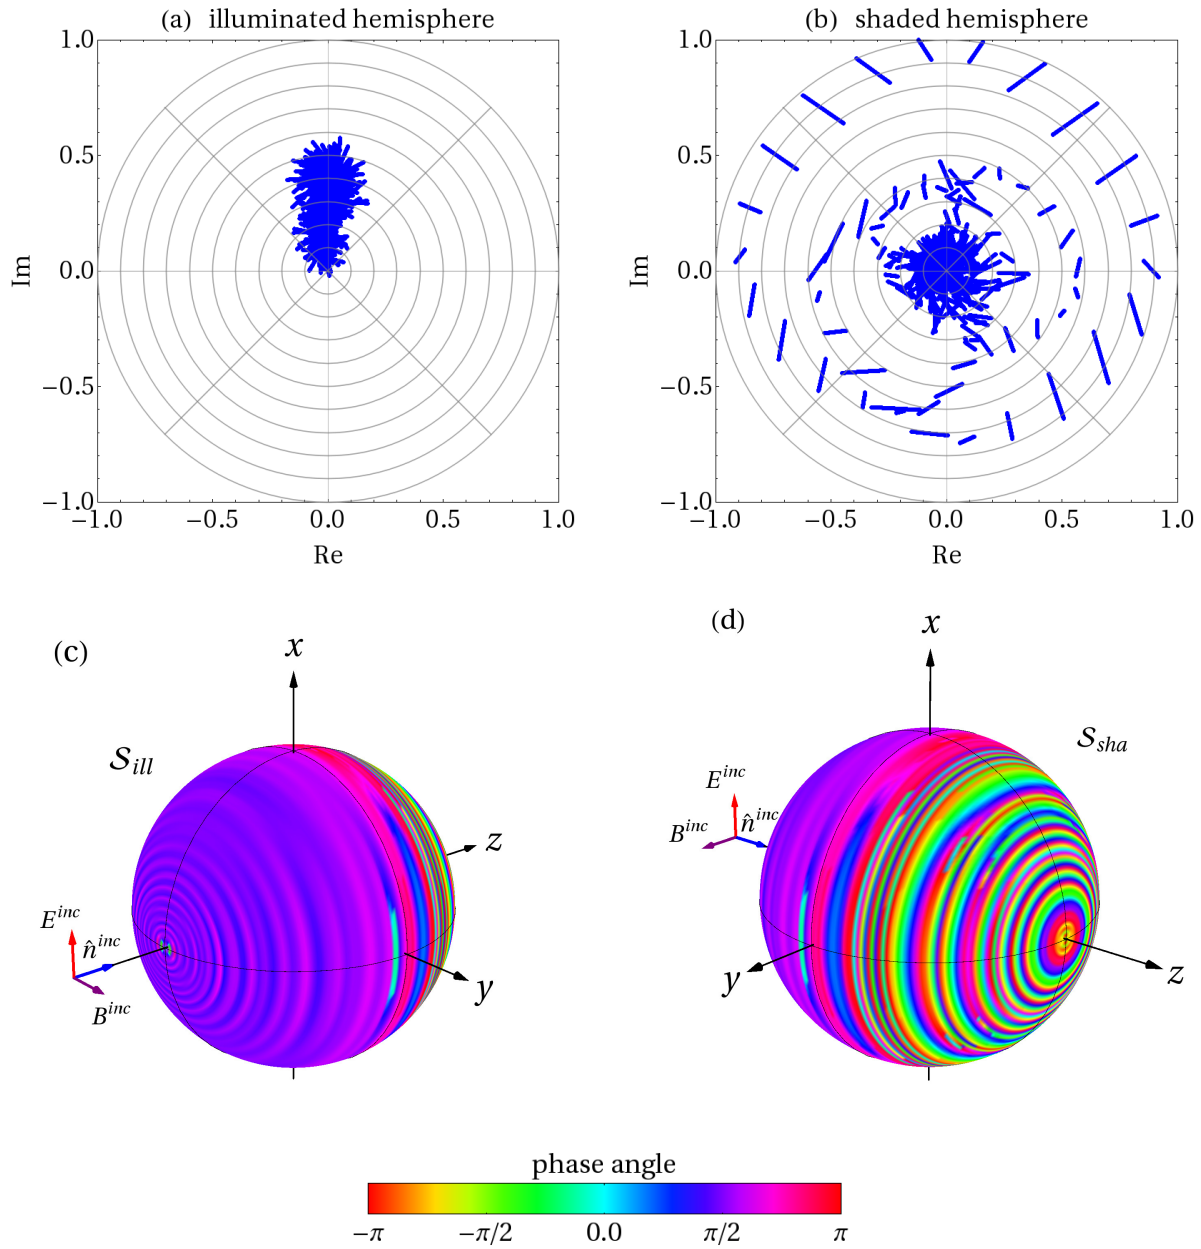 (a) illuminated hemisphere
(b) shaded hemisphere
1.0
0.5
0.0
−0.5
−1.0
Im
−1.0 −0.5 0.0 0.5 1.0
Re
1.0
0.5
0.0
−0.5
−1.0
Im
−1.0 −0.5 0.0 0.5 1.0
Re
(c)
x
S_ill
z
E^inc
n̂^inc
B^inc
y
(d)
x
S_sha
E^inc
B^inc n̂^inc
y
z
phase angle
−π −π/2 0.0 π/2 π